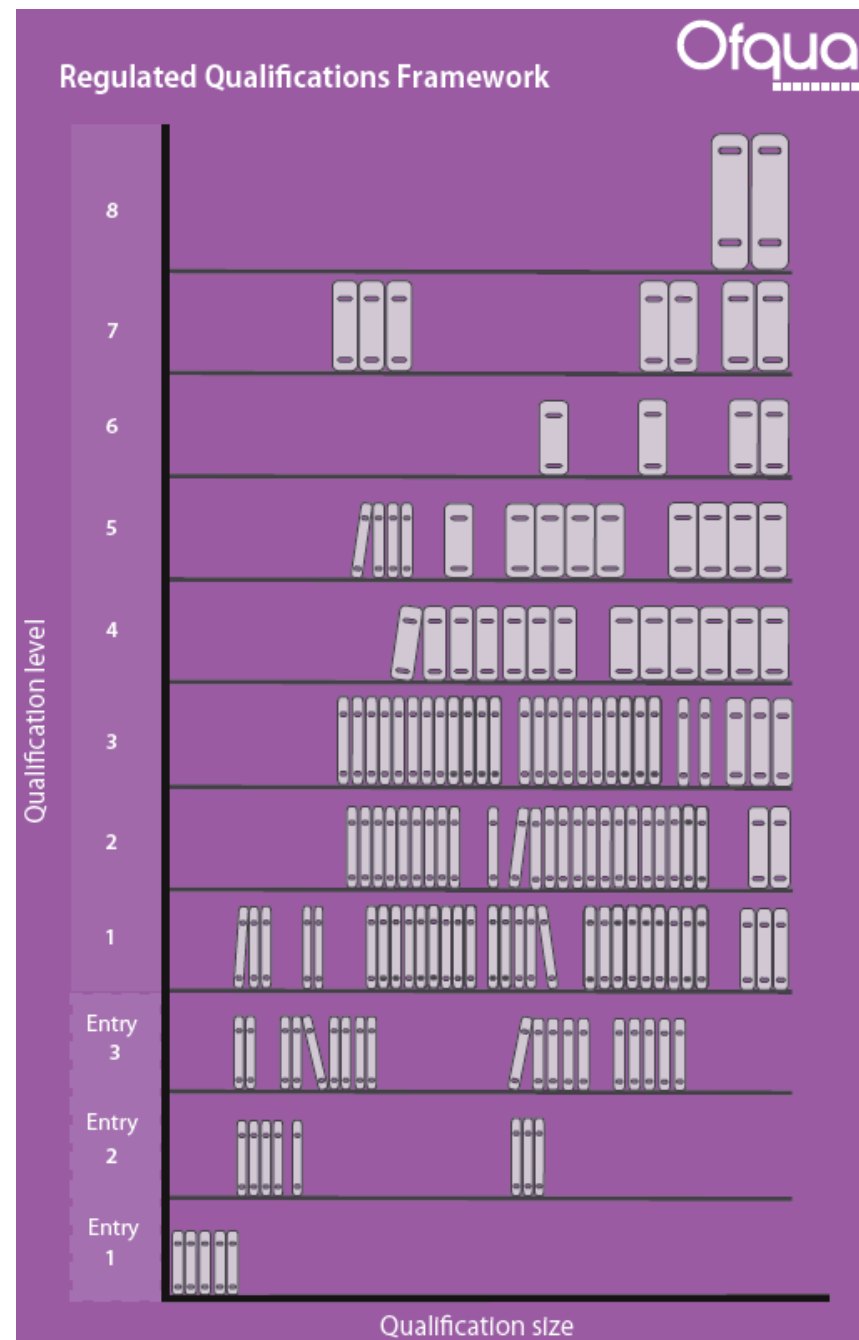 Ofqua
Regulated Qualifications Framework
8
7
6
5
4
Qualification level
3
2
1
Entry
3
Entry
2
Entry
1
Qualification size